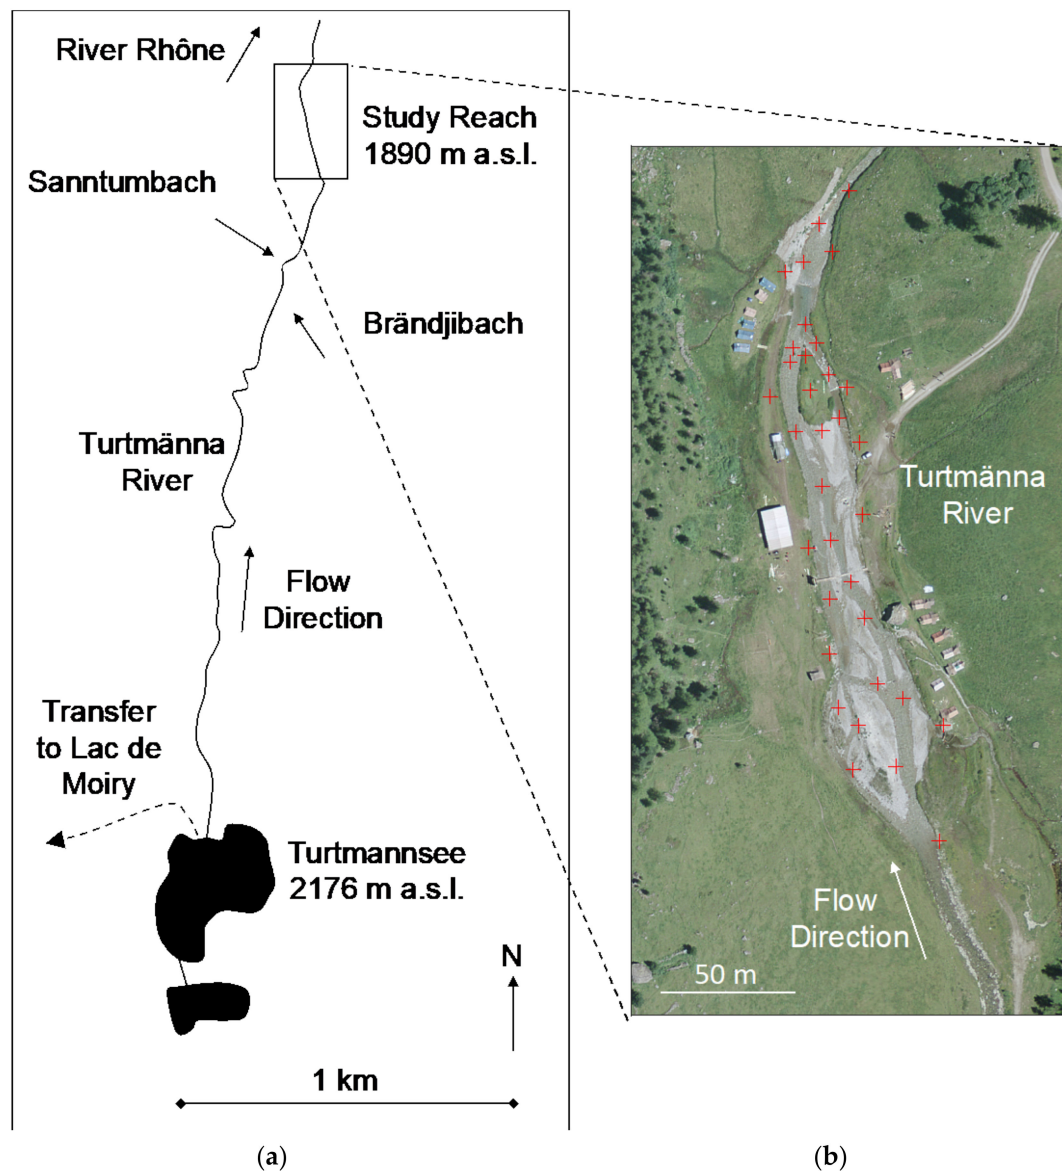 River Rhône
Study Reach
1890 m a.s.l.
Sanntumbach
Brändjibach
Turtmänna
River
Flow
Direction
Transfer
to Lac de
Moiry
Turtmannsee
2176 m a.s.l.
N
1 km
(a)
Turtmänna
River
Flow
Direction
50 m
(b)